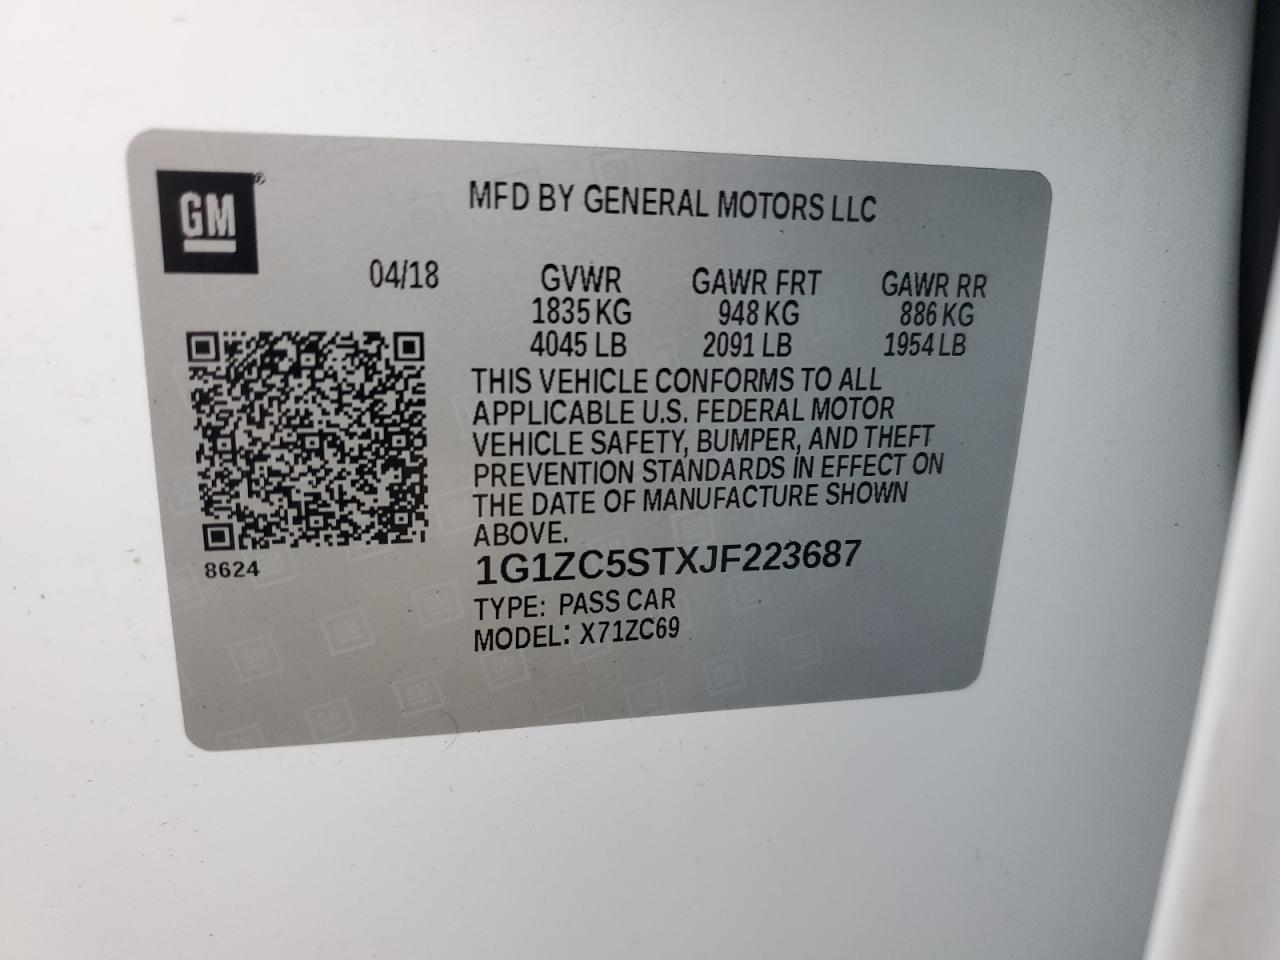 GM®
MFD BY GENERAL MOTORS LLC
04/18 GVWR GAWR FRT GAWR RR
1835 KG 948 KG 886 KG
4045 LB 2091 LB 1954 LB
THIS VEHICLE CONFORMS TO ALL
APPLICABLE U.S. FEDERAL MOTOR
VEHICLE SAFETY, BUMPER, AND THEFT
PREVENTION STANDARDS IN EFFECT ON
THE DATE OF MANUFACTURE SHOWN
ABOVE.
8624
1G1ZC5STXJF223687
TYPE: PASS CAR
MODEL: X71ZC69